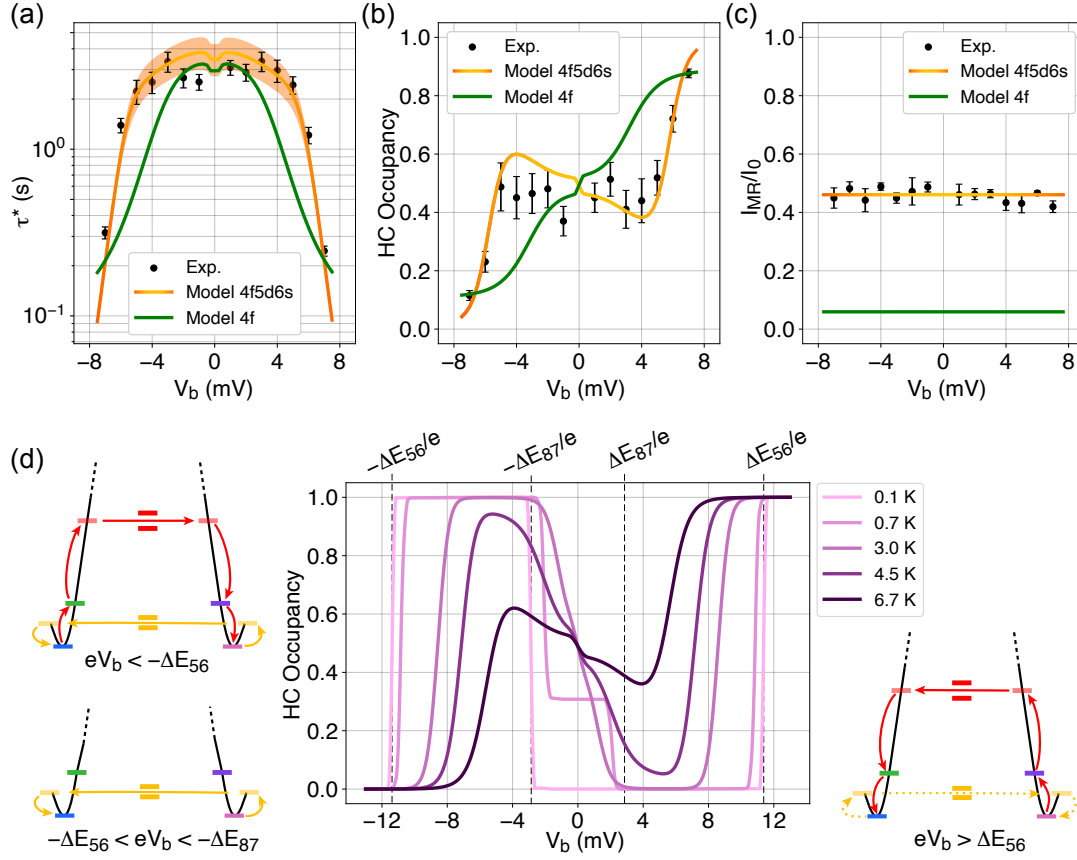 (a)
τ* (s)
10⁰
10⁻¹
Exp.
Model 4f5d6s
Model 4f
−8
−4
0
4
8
V_b (mV)
(b)
HC Occupancy
1.0
0.8
0.6
0.4
0.2
0.0
Exp.
Model 4f5d6s
Model 4f
−8
−4
0
4
8
V_b (mV)
(c)
I_MR/I_0
1.0
0.8
0.6
0.4
0.2
0.0
Exp.
Model 4f5d6s
Model 4f
−8
−4
0
4
8
V_b (mV)
(d)
eV_b < −ΔE_56
−ΔE_56 < eV_b < −ΔE_87
−ΔE_56/e
−ΔE_87/e
ΔE_87/e
ΔE_56/e
HC Occupancy
1.0
0.8
0.6
0.4
0.2
0.0
−12
−8
−4
0
4
8
12
V_b (mV)
0.1 K
0.7 K
3.0 K
4.5 K
6.7 K
eV_b > ΔE_56